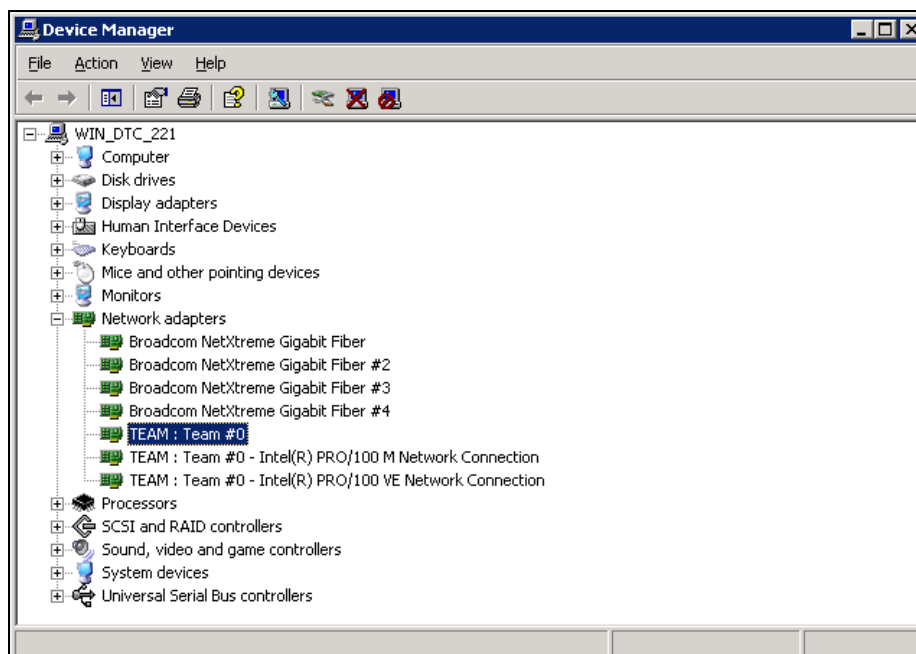 Device Manager
File Action View Help
WIN_DTC_221
Computer
Disk drives
Display adapters
Human Interface Devices
Keyboards
Mice and other pointing devices
Monitors
Network adapters
Broadcom NetXtreme Gigabit Fiber
Broadcom NetXtreme Gigabit Fiber #2
Broadcom NetXtreme Gigabit Fiber #3
Broadcom NetXtreme Gigabit Fiber #4
TEAM : Team #0
TEAM : Team #0 - Intel(R) PRO/100 M Network Connection
TEAM : Team #0 - Intel(R) PRO/100 VE Network Connection
Processors
SCSI and RAID controllers
Sound, video and game controllers
System devices
Universal Serial Bus controllers